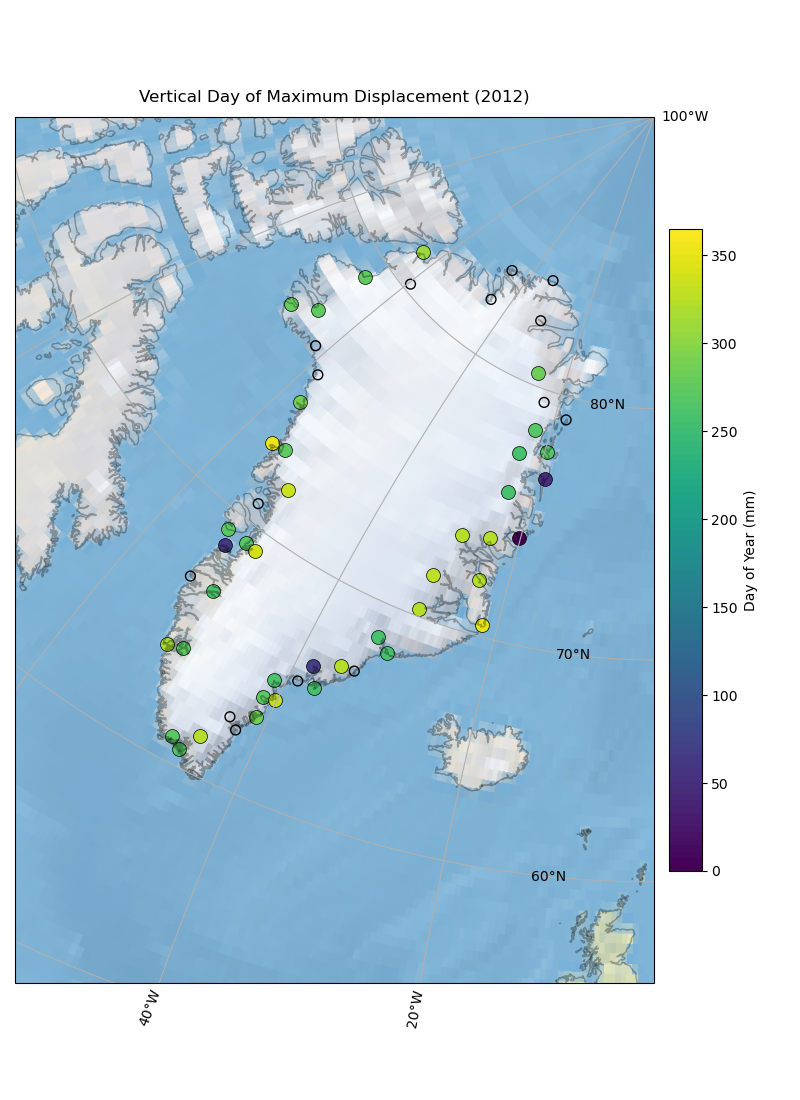 Vertical Day of Maximum Displacement (2012)
100°W
80°N
70°N
60°N
40°W
20°W
350
300
250
200
150
100
50
0
Day of Year (mm)